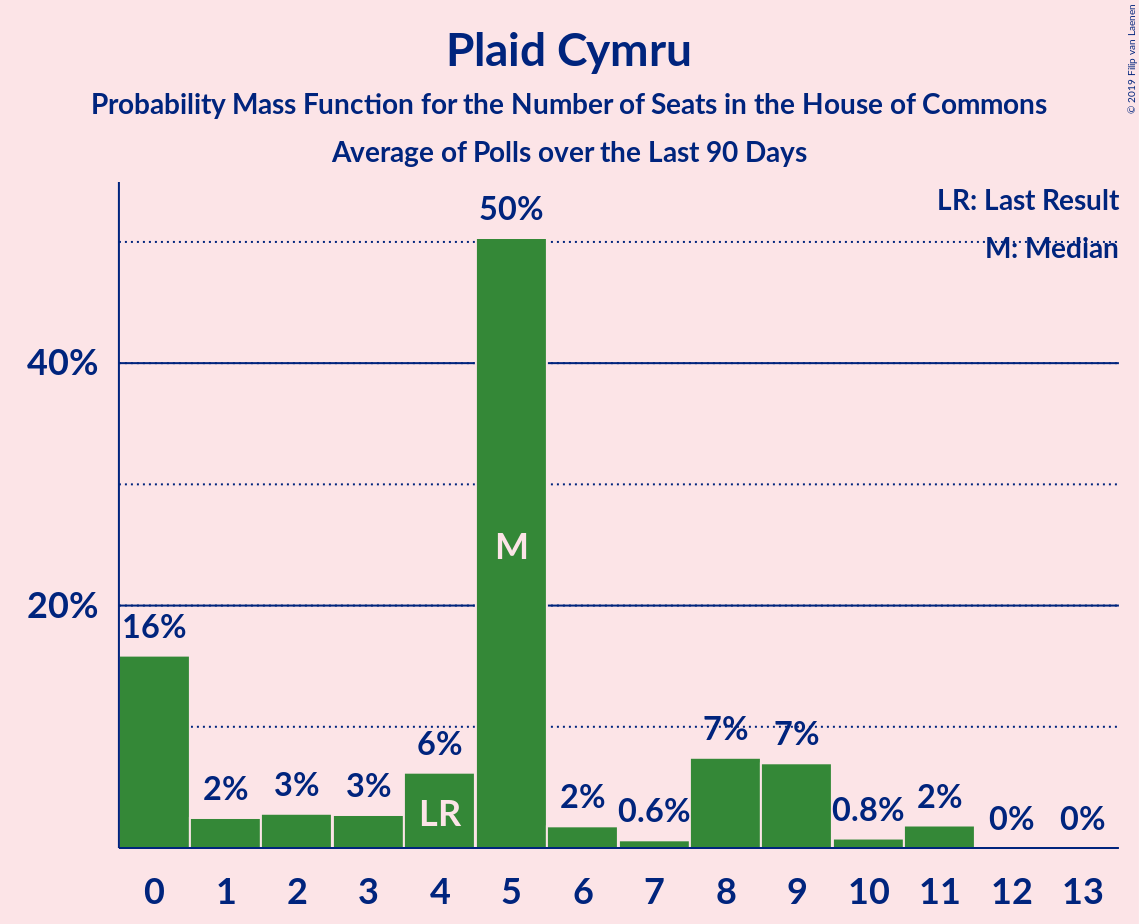 Plaid Cymru
Probability Mass Function for the Number of Seats in the House of Commons
Average of Polls over the Last 90 Days
© 2019 Filip van Laenen
LR: Last Result
M: Median
50%
40%
20%
16%
2%
3%
3%
6%
2%
0.6%
7%
7%
0.8%
2%
0%
0%
M
LR
0 1 2 3 4 5 6 7 8 9 10 11 12 13